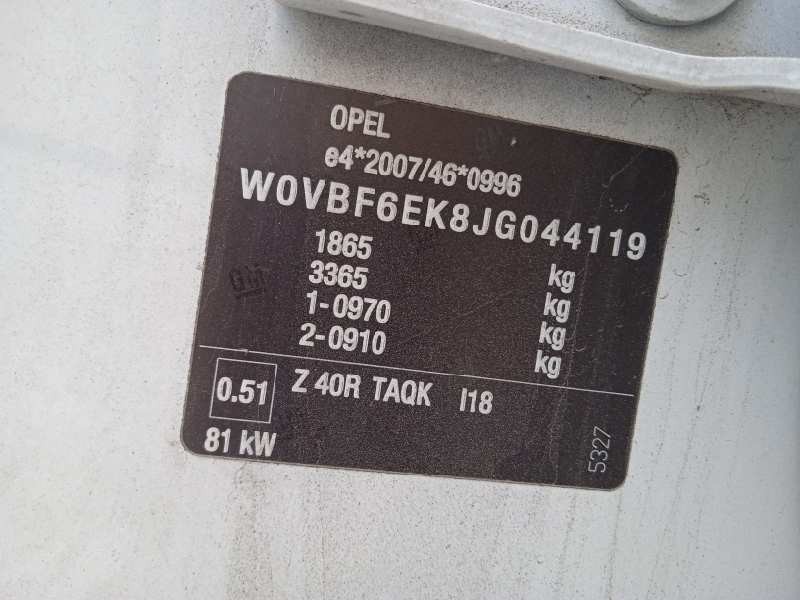 OPEL
e4*2007/46*0996
W0VBF6EK8JG044119
1865 kg
3365 kg
1-0970 kg
2-0910 kg
0.51 Z 40R TAQK I18
81 kW
5327
GM